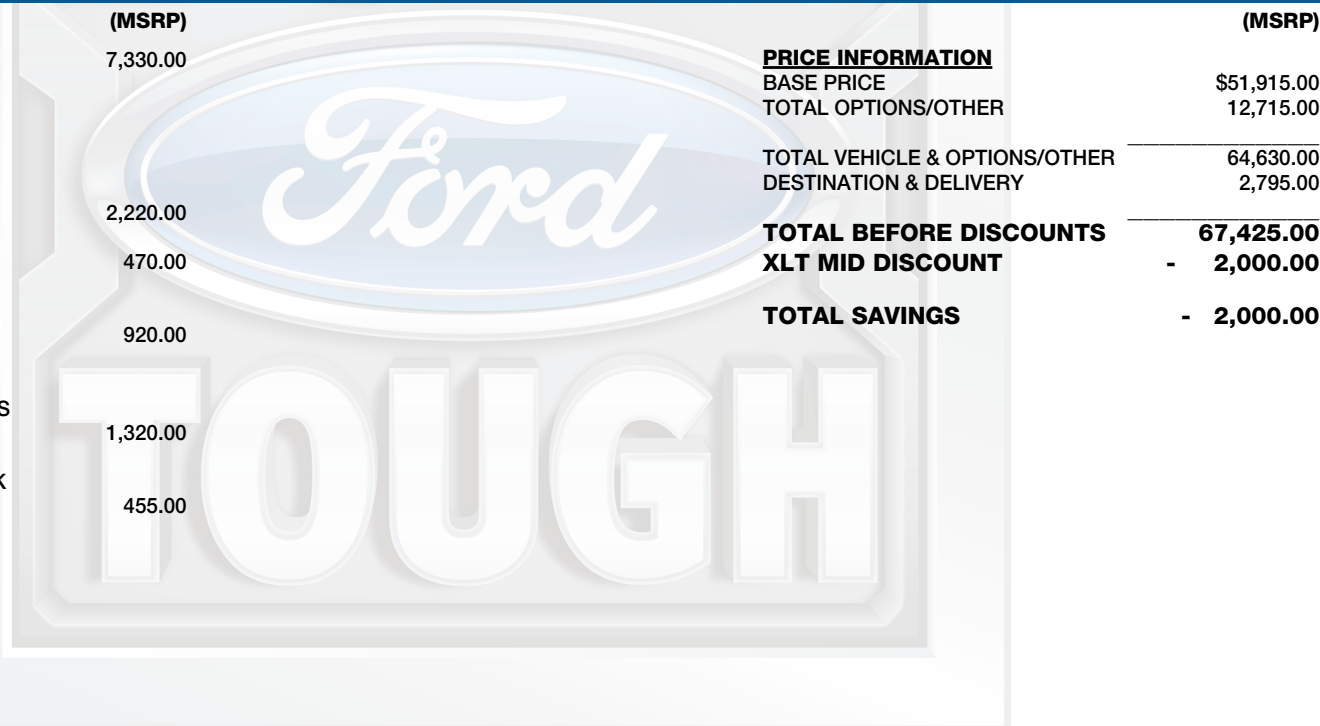 (MSRP)
7,330.00
2,220.00
470.00
920.00
S
1,320.00
K
455.00
Ford
TOUGH
(MSRP)
PRICE INFORMATION
BASE PRICE $51,915.00
TOTAL OPTIONS/OTHER 12,715.00
TOTAL VEHICLE & OPTIONS/OTHER 64,630.00
DESTINATION & DELIVERY 2,795.00
TOTAL BEFORE DISCOUNTS 67,425.00
XLT MID DISCOUNT - 2,000.00
TOTAL SAVINGS - 2,000.00